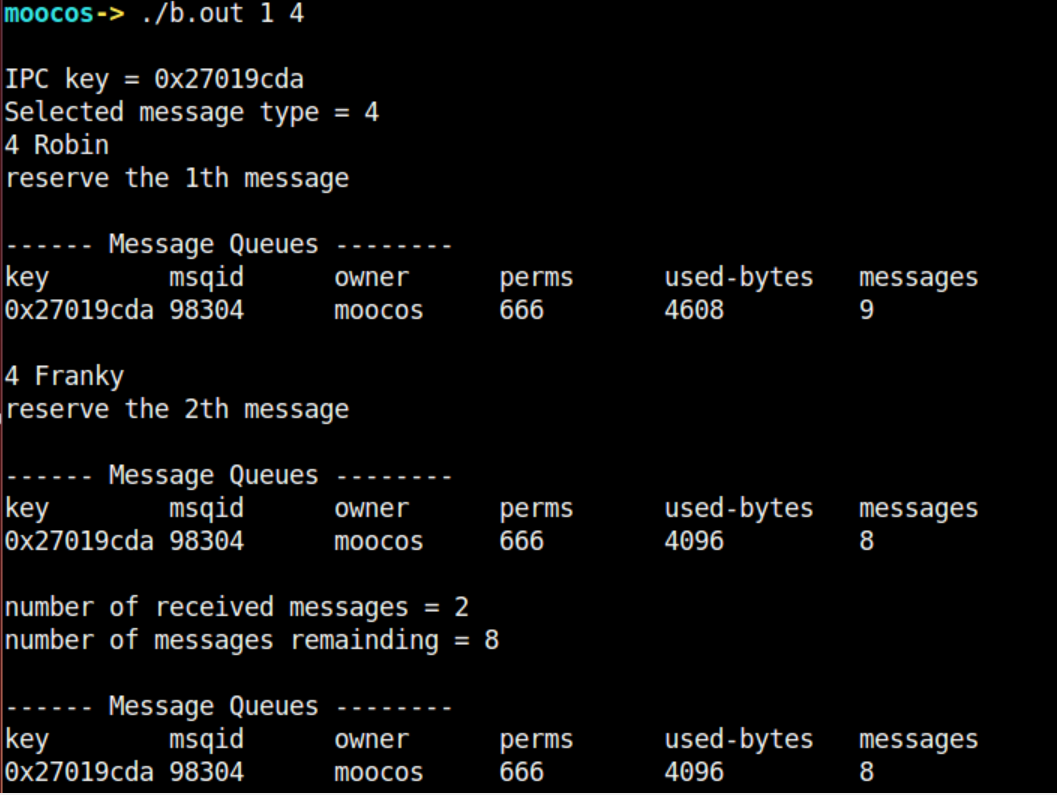 moocos-> ./b.out 1 4
IPC key = 0x27019cda
Selected message type = 4
4 Robin
reserve the 1th message
------ Message Queues --------
key msqid owner perms used-bytes messages
0x27019cda 98304 moocos 666 4608 9
4 Franky
reserve the 2th message
------ Message Queues --------
key msqid owner perms used-bytes messages
0x27019cda 98304 moocos 666 4096 8
number of received messages = 2
number of messages remainding = 8
------ Message Queues --------
key msqid owner perms used-bytes messages
0x27019cda 98304 moocos 666 4096 8